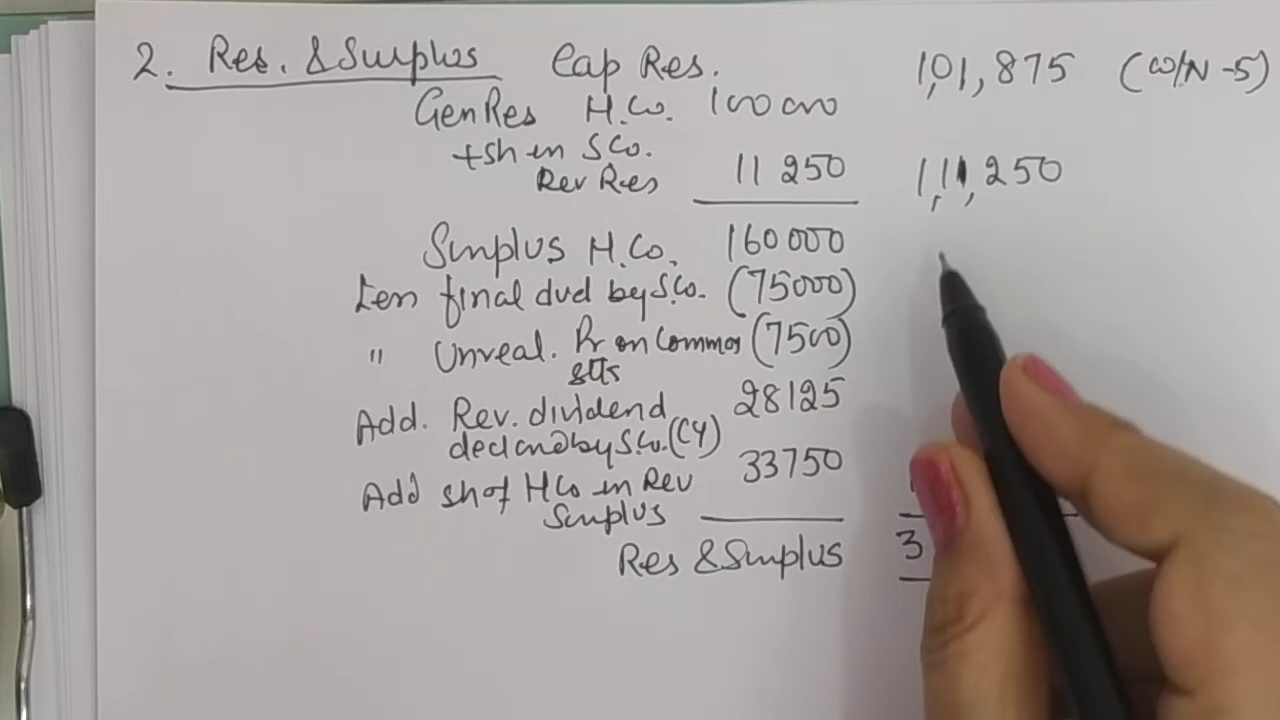 2. Res. & Surplus Cap Res. 1,01,875 (W/N -5)
Gen Res H.Co. 100000
+ sh in S Co. Rev Res 11 250 1,11,250
Surplus H.Co. 160000
Less final dvd by S.Co. (75000)
" Unreal. Pr on Common (7500)
stts
Add. Rev. dividend 28125
declared by S.Co. (CY)
Add sh of H Co in Rev 33750
Surplus
Res & Surplus 3